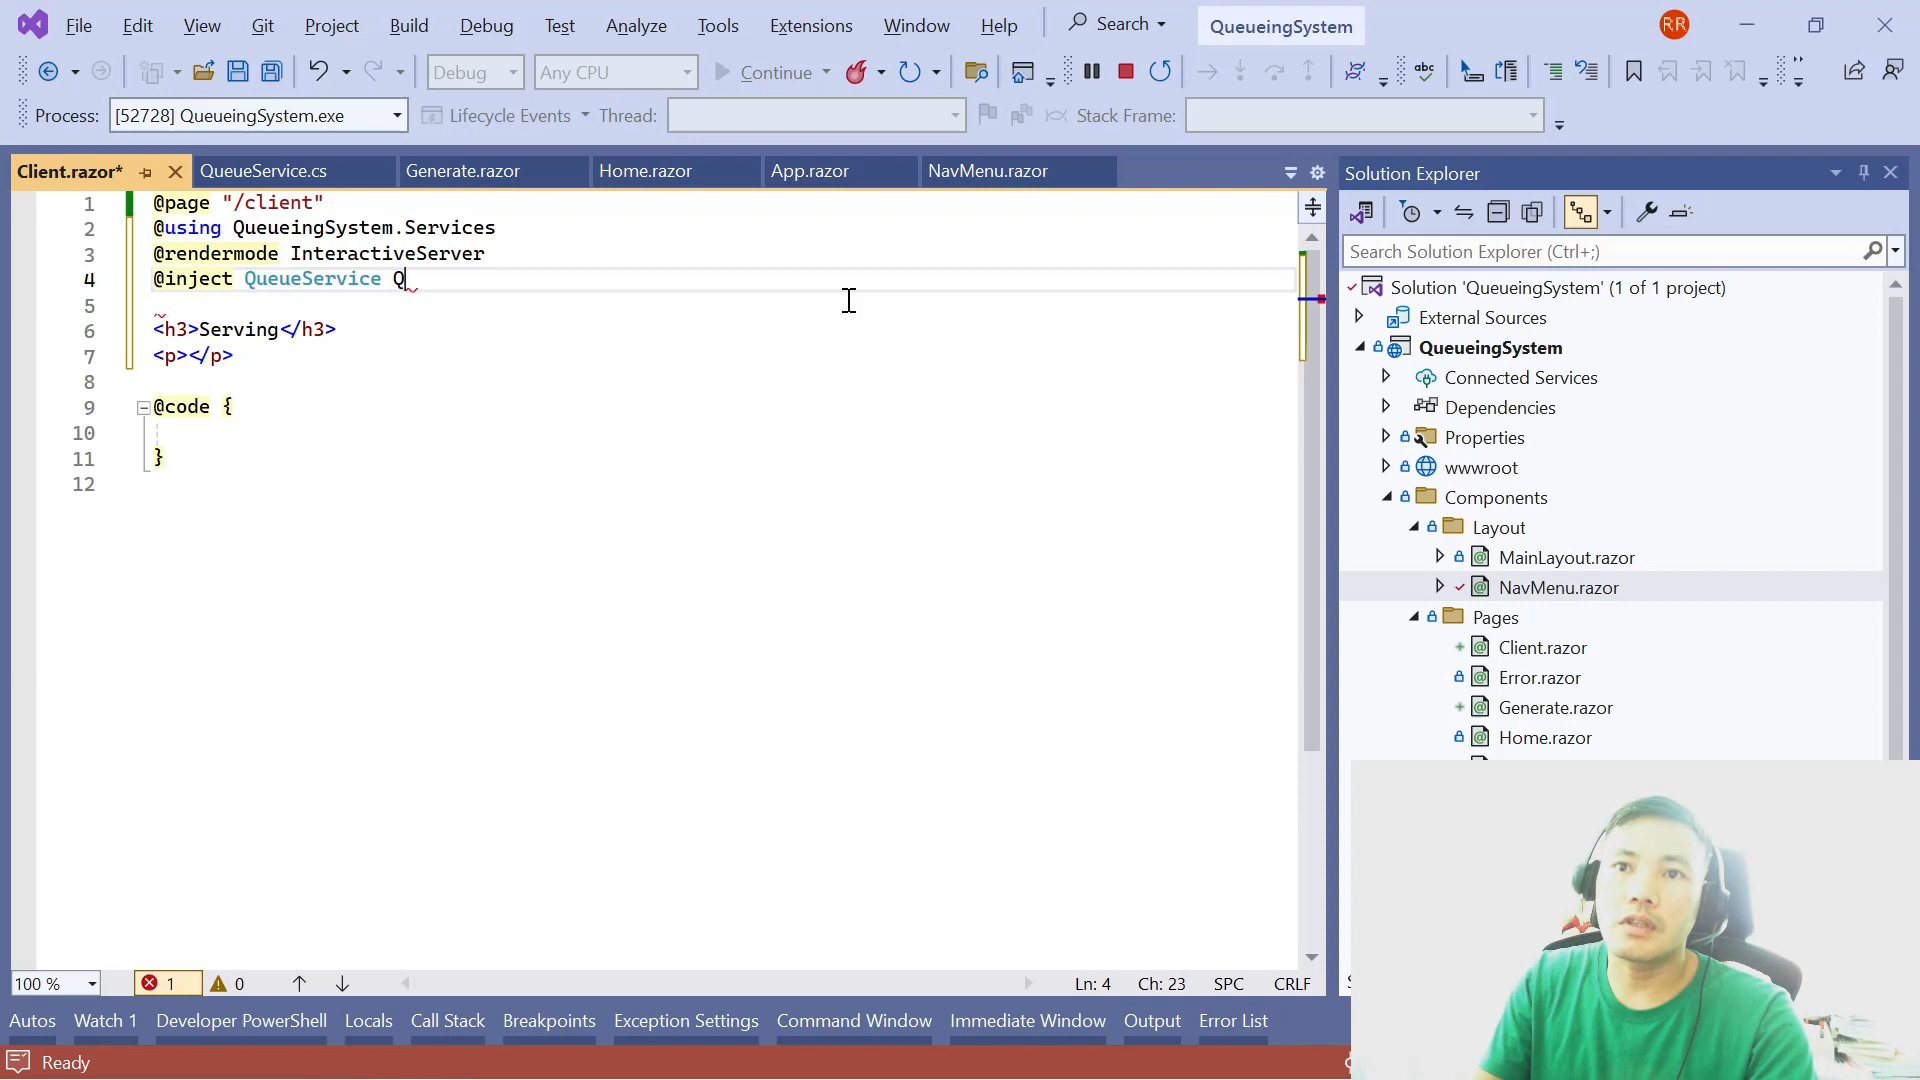 File Edit View Git Project Build Debug Test Analyze Tools Extensions Window Help Search QueueingSystem RR
Debug Any CPU Continue abc
Process: [52728] QueueingSystem.exe Lifecycle Events Thread: Stack Frame:
Client.razor* QueueService.cs Generate.razor Home.razor App.razor NavMenu.razor
1 @page "/client"
2 @using QueueingSystem.Services
3 @rendermode InteractiveServer
4 @inject QueueService Q
5
6 <h3>Serving</h3>
7 <p></p>
8
9 @code {
10
11 }
12
100 % 1 0 Ln: 4 Ch: 23 SPC CRLF
Solution Explorer
Search Solution Explorer (Ctrl+;)
Solution 'QueueingSystem' (1 of 1 project)
External Sources
QueueingSystem
Connected Services
Dependencies
Properties
wwwroot
Components
Layout
MainLayout.razor
NavMenu.razor
Pages
Client.razor
Error.razor
Generate.razor
Home.razor
Autos Watch 1 Developer PowerShell Locals Call Stack Breakpoints Exception Settings Command Window Immediate Window Output Error List
Ready